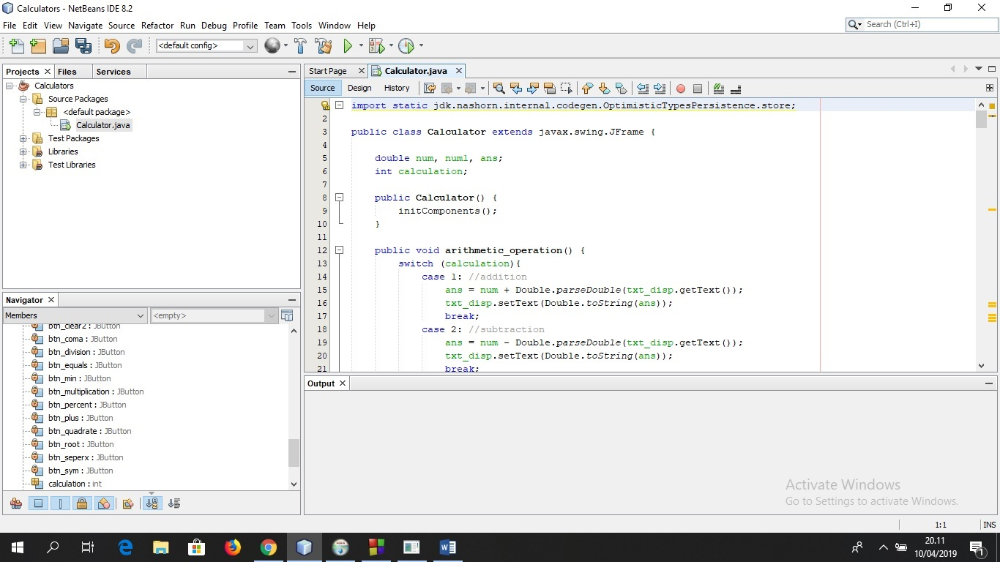 Calculators - NetBeans IDE 8.2
File Edit View Navigate Source Refactor Run Debug Profile Team Tools Window Help
Search (Ctrl+I)
<default config>
Projects Files Services
Calculators
Source Packages
<default package>
Calculator.java
Test Packages
Libraries
Test Libraries
Navigator
Members <empty>
btn_clear2 : JButton
btn_coma : JButton
btn_division : JButton
btn_equals : JButton
btn_min : JButton
btn_multiplication : JButton
btn_percent : JButton
btn_plus : JButton
btn_quadrate : JButton
btn_root : JButton
btn_seperx : JButton
btn_sym : JButton
calculation : int
Start Page Calculator.java
Source Design History
import static jdk.nashorn.internal.codegen.OptimisticTypesPersistence.store;
2
3 public class Calculator extends javax.swing.JFrame {
4
5 double num, num1, ans;
6 int calculation;
7
8 public Calculator() {
9 initComponents();
10 }
11
12 public void arithmetic_operation() {
13 switch (calculation){
14 case 1: //addition
15 ans = num + Double.parseDouble(txt_disp.getText());
16 txt_disp.setText(Double.toString(ans));
17 break;
18 case 2: //subtraction
19 ans = num - Double.parseDouble(txt_disp.getText());
20 txt_disp.setText(Double.toString(ans));
21 break;
Output
Activate Windows
Go to Settings to activate Windows.
1:1 INS
20.11
10/04/2019
1